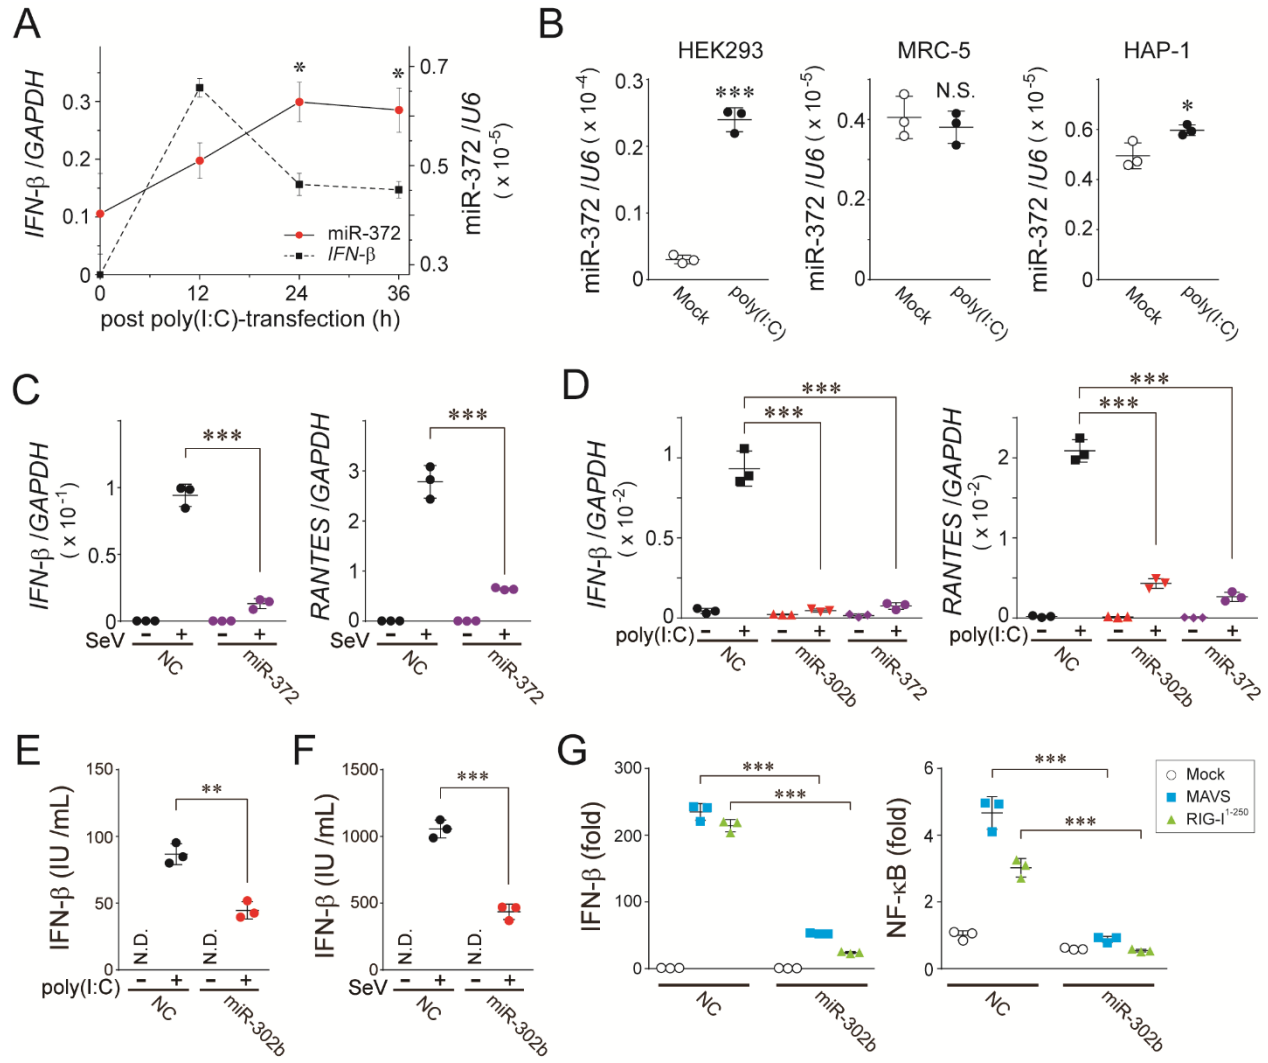 A
IFN-β /GAPDH
0.3
0.2
0.1
0
0.7
0.5
0.3
miR-372 /U6
( x 10-5)
*
*
miR-372
IFN-β
0
12
24
36
post poly(I:C)-transfection (h)
B
HEK293
miR-372 /U6 ( x 10-4)
0.3
0.2
0.1
0
***
Mock
poly(I:C)
MRC-5
miR-372 /U6 ( x 10-5)
0.4
0.2
0
N.S.
Mock
poly(I:C)
HAP-1
miR-372 /U6 ( x 10-5)
0.6
0.4
0.2
0
*
Mock
poly(I:C)
C
IFN-β /GAPDH
( x 10-1)
1
0.5
0
***
SeV
- + - +
NC
miR-372
RANTES /GAPDH
3
2
1
0
***
- + - +
NC
miR-372
D
IFN-β /GAPDH
( x 10-2)
1
0.5
0
***
***
poly(I:C)
- + - + - +
NC
miR-302b
miR-372
RANTES /GAPDH
( x 10-2)
2
1
0
***
***
poly(I:C)
- + - + - +
NC
miR-302b
miR-372
E
IFN-β (IU /mL)
150
100
50
0
**
N.D.
N.D.
poly(I:C)
- + - +
NC
miR-302b
F
IFN-β (IU /mL)
1500
1000
500
0
***
N.D.
N.D.
SeV
- + - +
NC
miR-302b
G
IFN-β (fold)
300
200
100
0
***
***
NC
miR-302b
NF-κB (fold)
6
4
2
0
***
***
NC
miR-302b
Mock
MAVS
RIG-I1-250